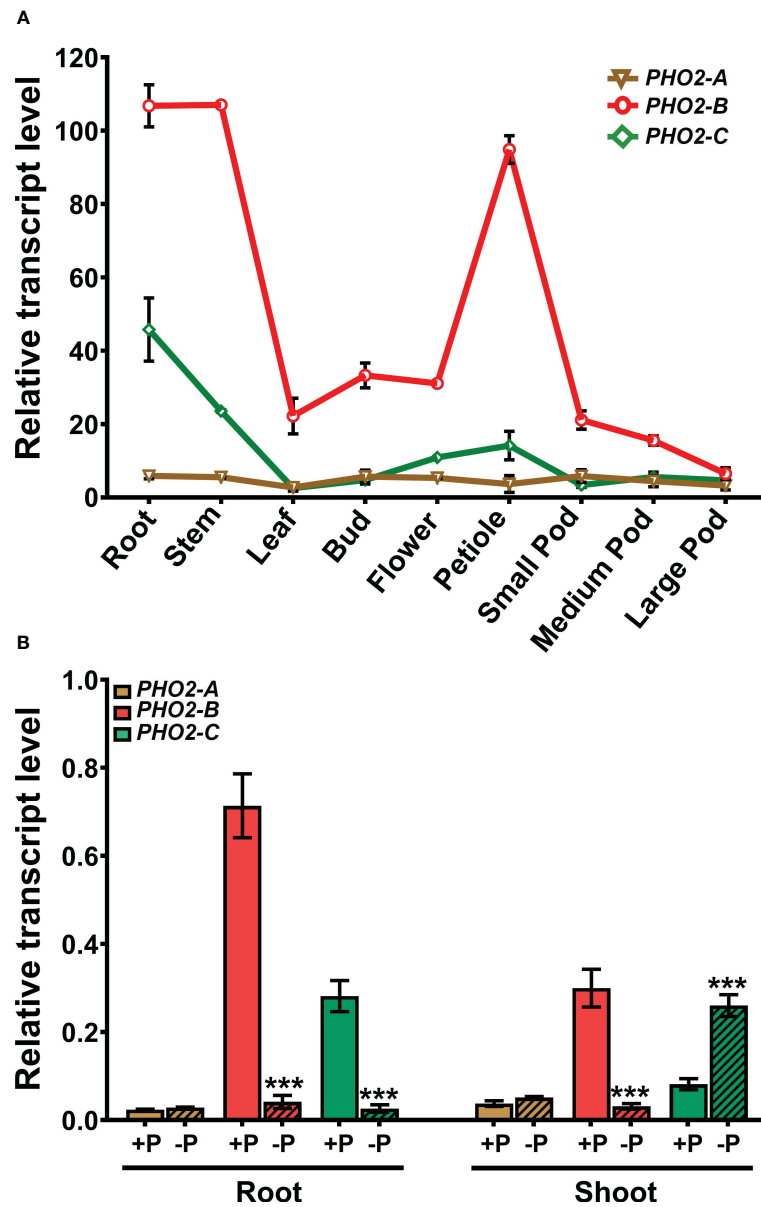 A
Relative transcript level
120
100
80
60
40
20
0
PHO2-A
PHO2-B
PHO2-C
Root
Stem
Leaf
Bud
Flower
Petiole
Small Pod
Medium Pod
Large Pod
B
Relative transcript level
1.0
0.8
0.6
0.4
0.2
0.0
PHO2-A
PHO2-B
PHO2-C
***
***
***
***
+P -P +P -P +P -P +P -P +P -P +P -P
Root Shoot